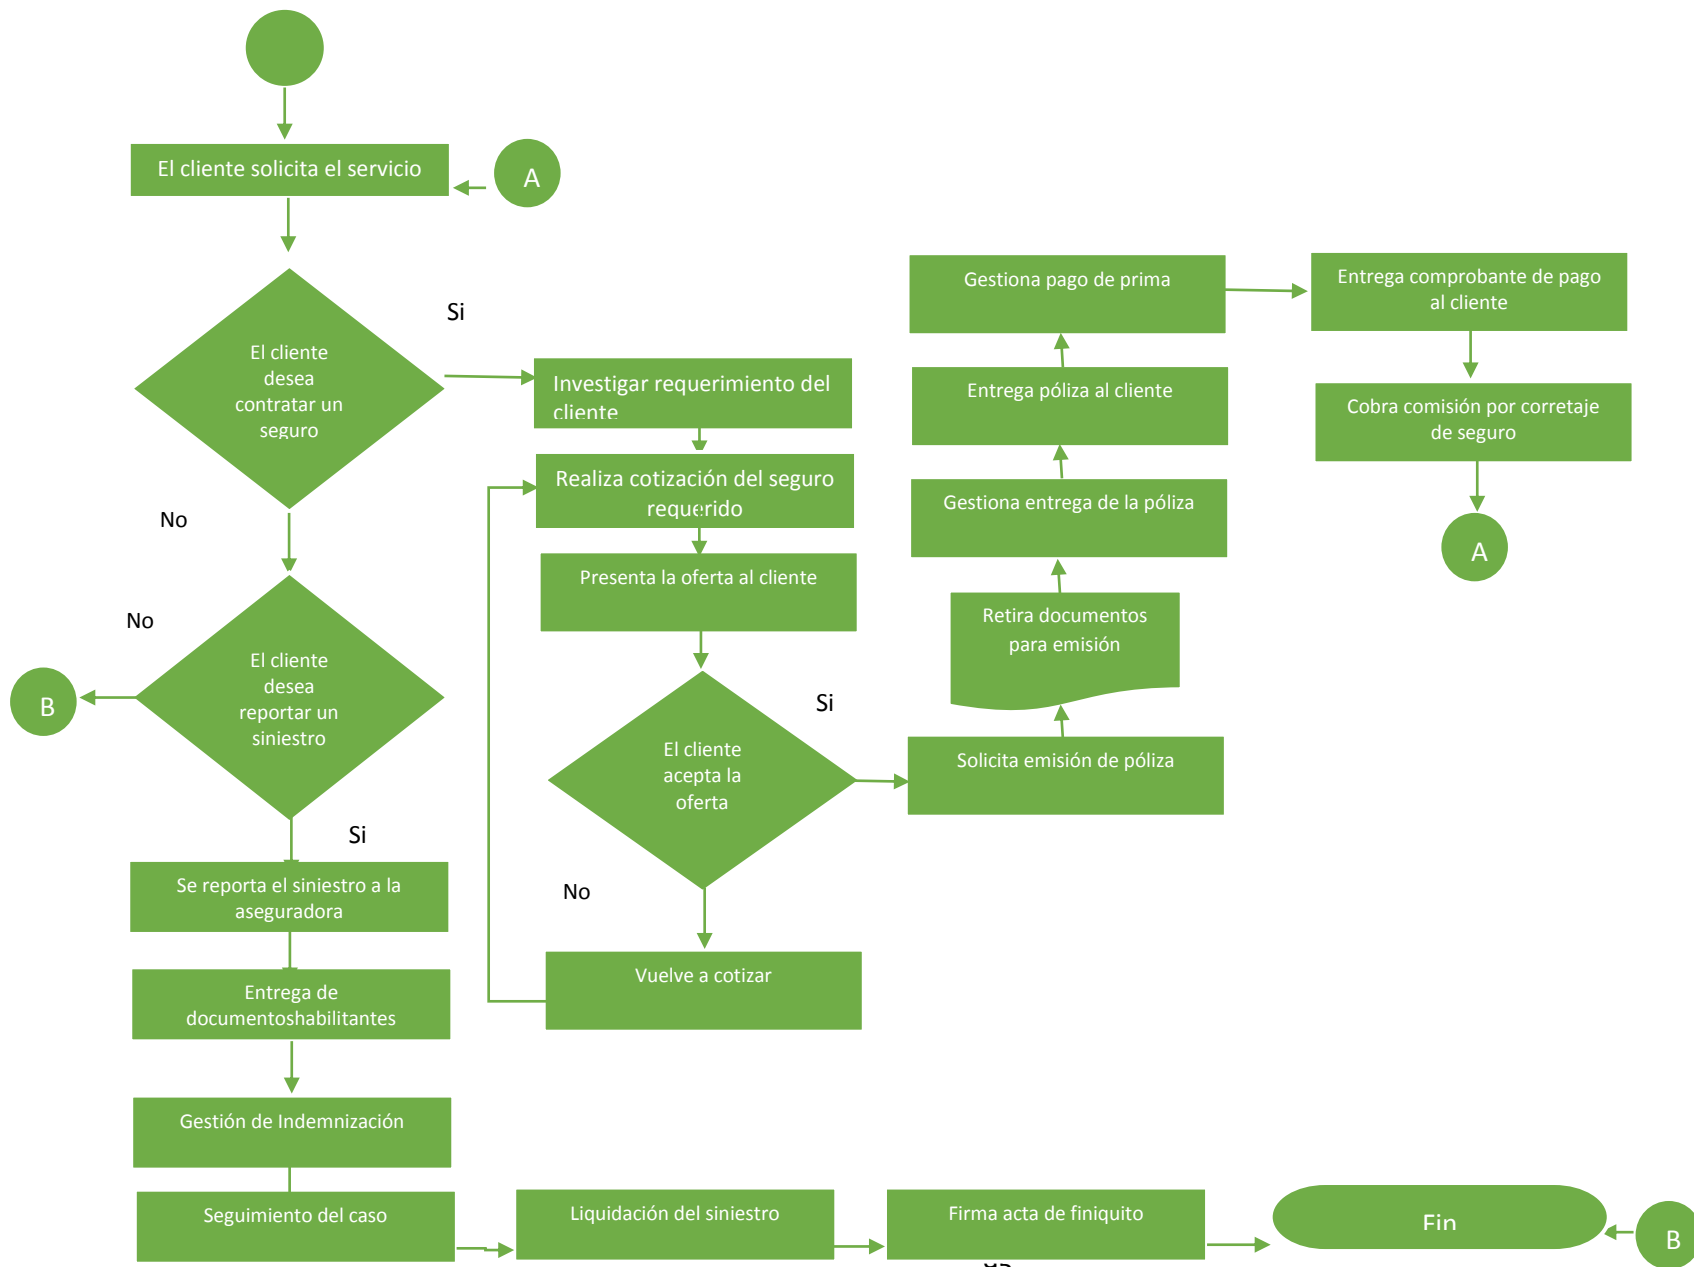 El cliente solicita el servicio
A
El cliente
desea
contratar un
seguro
Si
No
Investigar requerimiento del
cliente
Realiza cotización del seguro
requerido
Presenta la oferta al cliente
El cliente
acepta la
oferta
Si
No
Vuelve a cotizar
Solicita emisión de póliza
Retira documentos
para emisión
Gestiona entrega de la póliza
Entrega póliza al cliente
Gestiona pago de prima
Entrega comprobante de pago
al cliente
Cobra comisión por corretaje
de seguro
A
No
B
El cliente
desea
reportar un
siniestro
Si
Se reporta el siniestro a la
aseguradora
Entrega de
documentoshabilitantes
Gestión de Indemnización
Seguimiento del caso
Liquidación del siniestro
Firma acta de finiquito
Fin
B